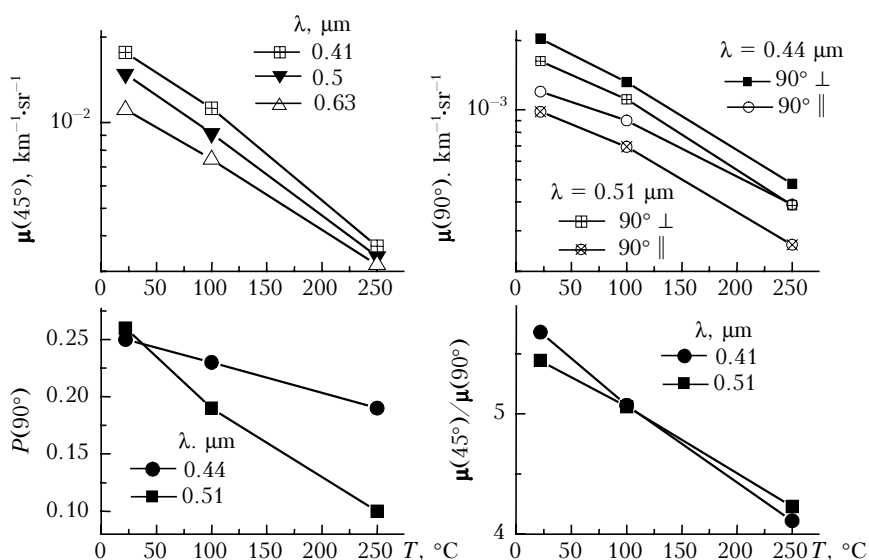 λ, μm
0.41
0.5
0.63
10⁻²
μ(45°), km⁻¹·sr⁻¹
0 50 100 150 200 250
λ = 0.44 μm
90° ⊥
90° ∥
10⁻³
μ(90°). km⁻¹·sr⁻¹
λ = 0.51 μm
90° ⊥
90° ∥
0 50 100 150 200 250
0.25
0.20
0.15
0.10
P(90°)
λ. μm
0.44
0.51
0 50 100 150 200 250 T, °C
λ, μm
0.41
0.51
5
4
μ(45°)/μ(90°)
0 50 100 150 200 250 T, °C